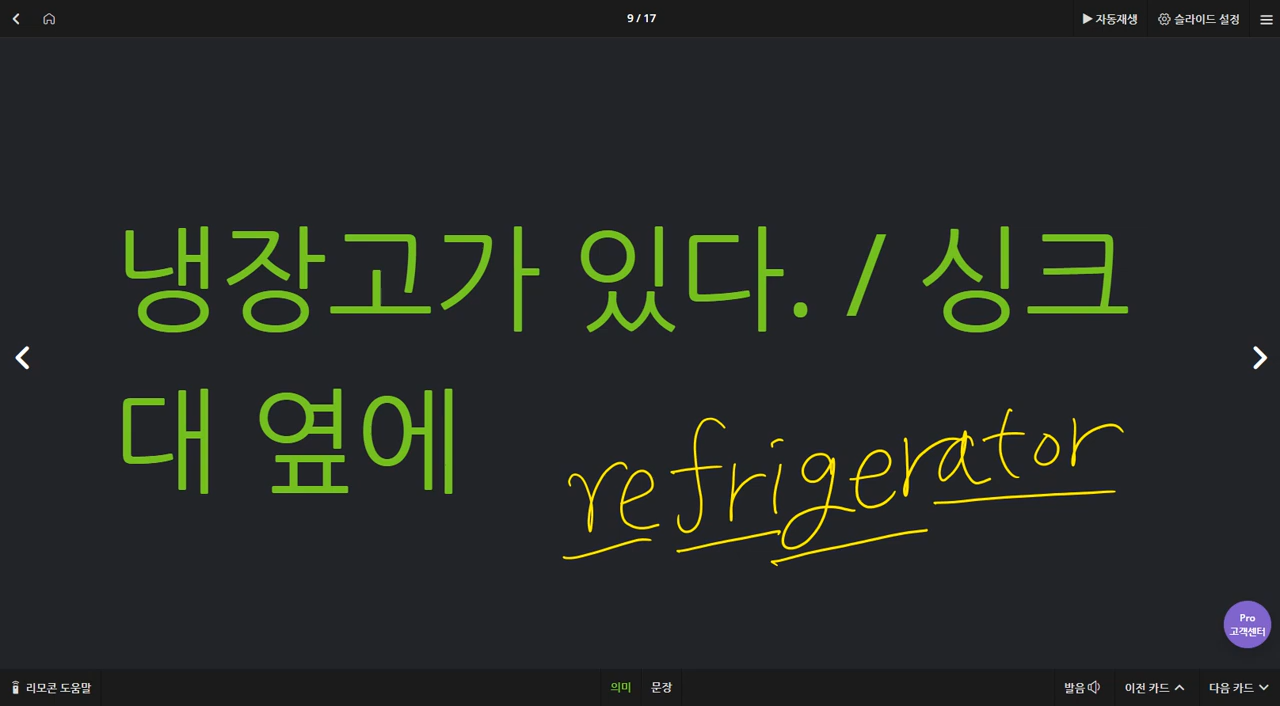 9 / 17
자동재생
슬라이드 설정
냉장고가 있다. / 싱크
대 옆에
refrigerator
Pro
고객센터
리모콘 도움말
의미
문장
발음
이전 카드
다음 카드